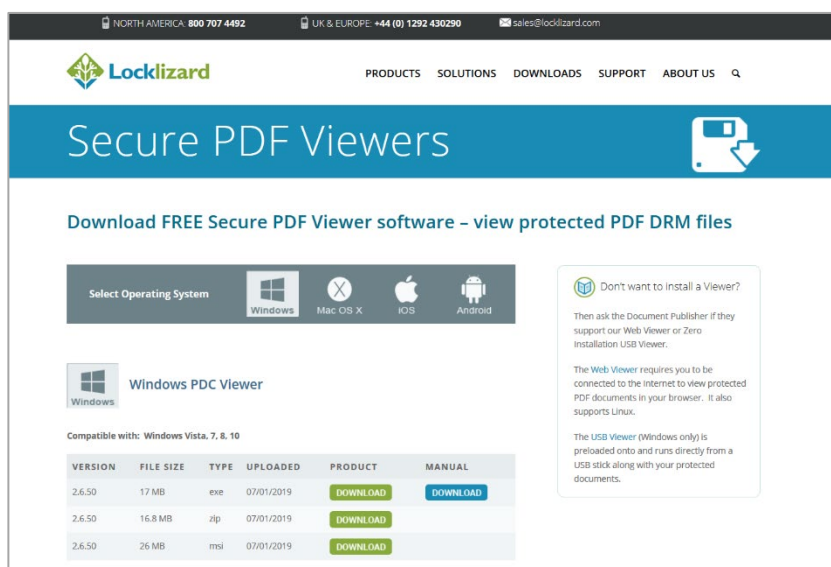 NORTH AMERICA: 800 707 4492 UK & EUROPE: +44 (0) 1292 430290 sales@locklizard.com
Locklizard
PRODUCTS SOLUTIONS DOWNLOADS SUPPORT ABOUT US
Secure PDF Viewers
Download FREE Secure PDF Viewer software – view protected PDF DRM files
Select Operating System
Windows Mac OS X iOS Android
Windows
Windows PDC Viewer
Compatible with: Windows Vista, 7, 8, 10
VERSION FILE SIZE TYPE UPLOADED PRODUCT MANUAL
2.6.50 17 MB exe 07/01/2019 DOWNLOAD DOWNLOAD
2.6.50 16.8 MB zip 07/01/2019 DOWNLOAD
2.6.50 26 MB msi 07/01/2019 DOWNLOAD
Don't want to install a Viewer?
Then ask the Document Publisher if they
support our Web Viewer or Zero
Installation USB Viewer.
The Web Viewer requires you to be
connected to the Internet to view protected
PDF documents in your browser. It also
supports Linux.
The USB Viewer (Windows only) is
preloaded onto and runs directly from a
USB stick along with your protected
documents.